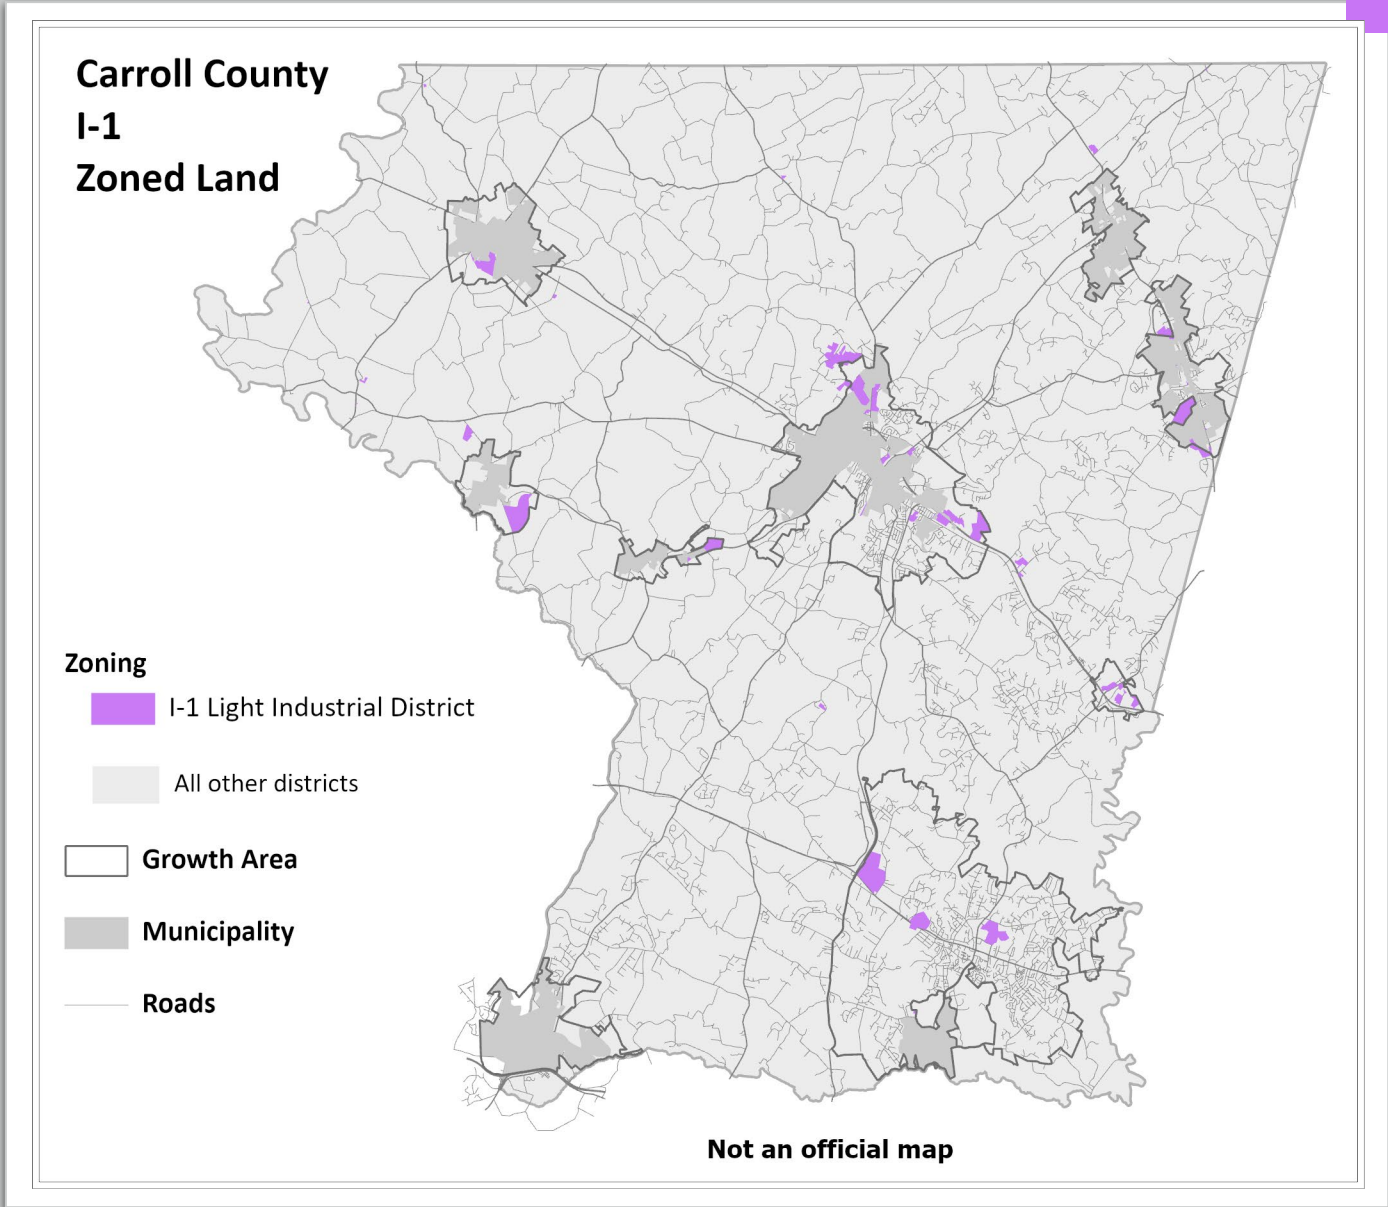 Carroll County
I-1
Zoned Land
Zoning
I-1 Light Industrial District
All other districts
Growth Area
Municipality
Roads
Not an official map